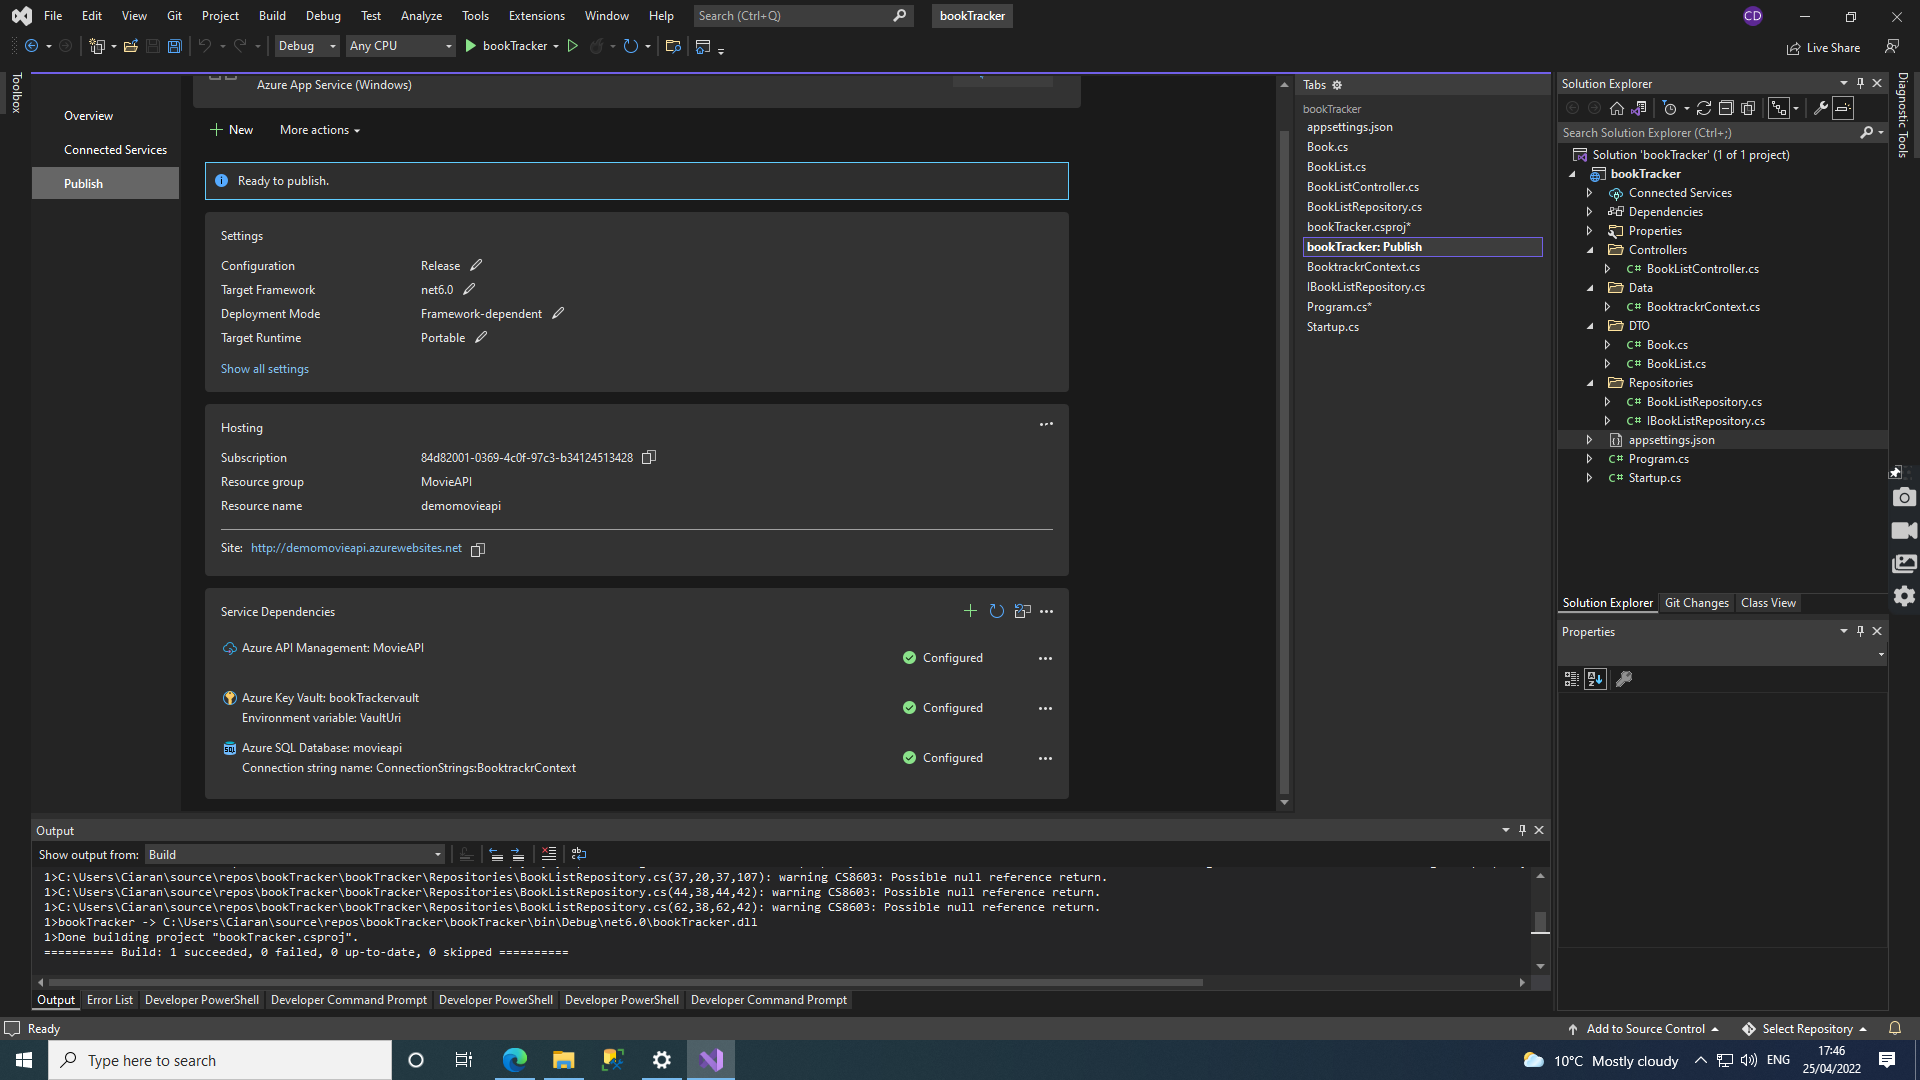 File Edit View Git Project Build Debug Test Analyze Tools Extensions Window Help Search (Ctrl+Q) bookTracker CD
Debug Any CPU bookTracker Live Share
Toolbox
Overview
Connected Services
Publish
Azure App Service (Windows)
New More actions
Ready to publish.
Settings
Configuration Release
Target Framework net6.0
Deployment Mode Framework-dependent
Target Runtime Portable
Show all settings
Hosting
Subscription 84d82001-0369-4c0f-97c3-b34124513428
Resource group MovieAPI
Resource name demomovieapi
Site: http://demomovieapi.azurewebsites.net
Service Dependencies
Azure API Management: MovieAPI
Configured
Azure Key Vault: bookTrackervault
Environment variable: VaultUri
Configured
Azure SQL Database: movieapi
Connection string name: ConnectionStrings:BooktrackrContext
Configured
Tabs
bookTracker
appsettings.json
Book.cs
BookList.cs
BookListController.cs
BookListRepository.cs
bookTracker.csproj*
bookTracker: Publish
BooktrackrContext.cs
IBookListRepository.cs
Program.cs*
Startup.cs
Solution Explorer
Search Solution Explorer (Ctrl+;)
Solution 'bookTracker' (1 of 1 project)
bookTracker
Connected Services
Dependencies
Properties
Controllers
C# BookListController.cs
Data
C# BooktrackrContext.cs
DTO
C# Book.cs
C# BookList.cs
Repositories
C# BookListRepository.cs
C# IBookListRepository.cs
appsettings.json
C# Program.cs
C# Startup.cs
Solution Explorer Git Changes Class View
Properties
Diagnostic Tools
Output
Show output from: Build
1>C:\Users\Ciaran\source\repos\bookTracker\bookTracker\Repositories\BookListRepository.cs(37,20,37,107): warning CS8603: Possible null reference return.
1>C:\Users\Ciaran\source\repos\bookTracker\bookTracker\Repositories\BookListRepository.cs(44,38,44,42): warning CS8603: Possible null reference return.
1>C:\Users\Ciaran\source\repos\bookTracker\bookTracker\Repositories\BookListRepository.cs(62,38,62,42): warning CS8603: Possible null reference return.
1>bookTracker -> C:\Users\Ciaran\source\repos\bookTracker\bookTracker\bin\Debug\net6.0\bookTracker.dll
1>Done building project "bookTracker.csproj".
========== Build: 1 succeeded, 0 failed, 0 up-to-date, 0 skipped ==========
Output Error List Developer PowerShell Developer Command Prompt Developer PowerShell Developer PowerShell Developer Command Prompt
Ready Add to Source Control Select Repository
Type here to search 10°C Mostly cloudy ENG 17:46
25/04/2022